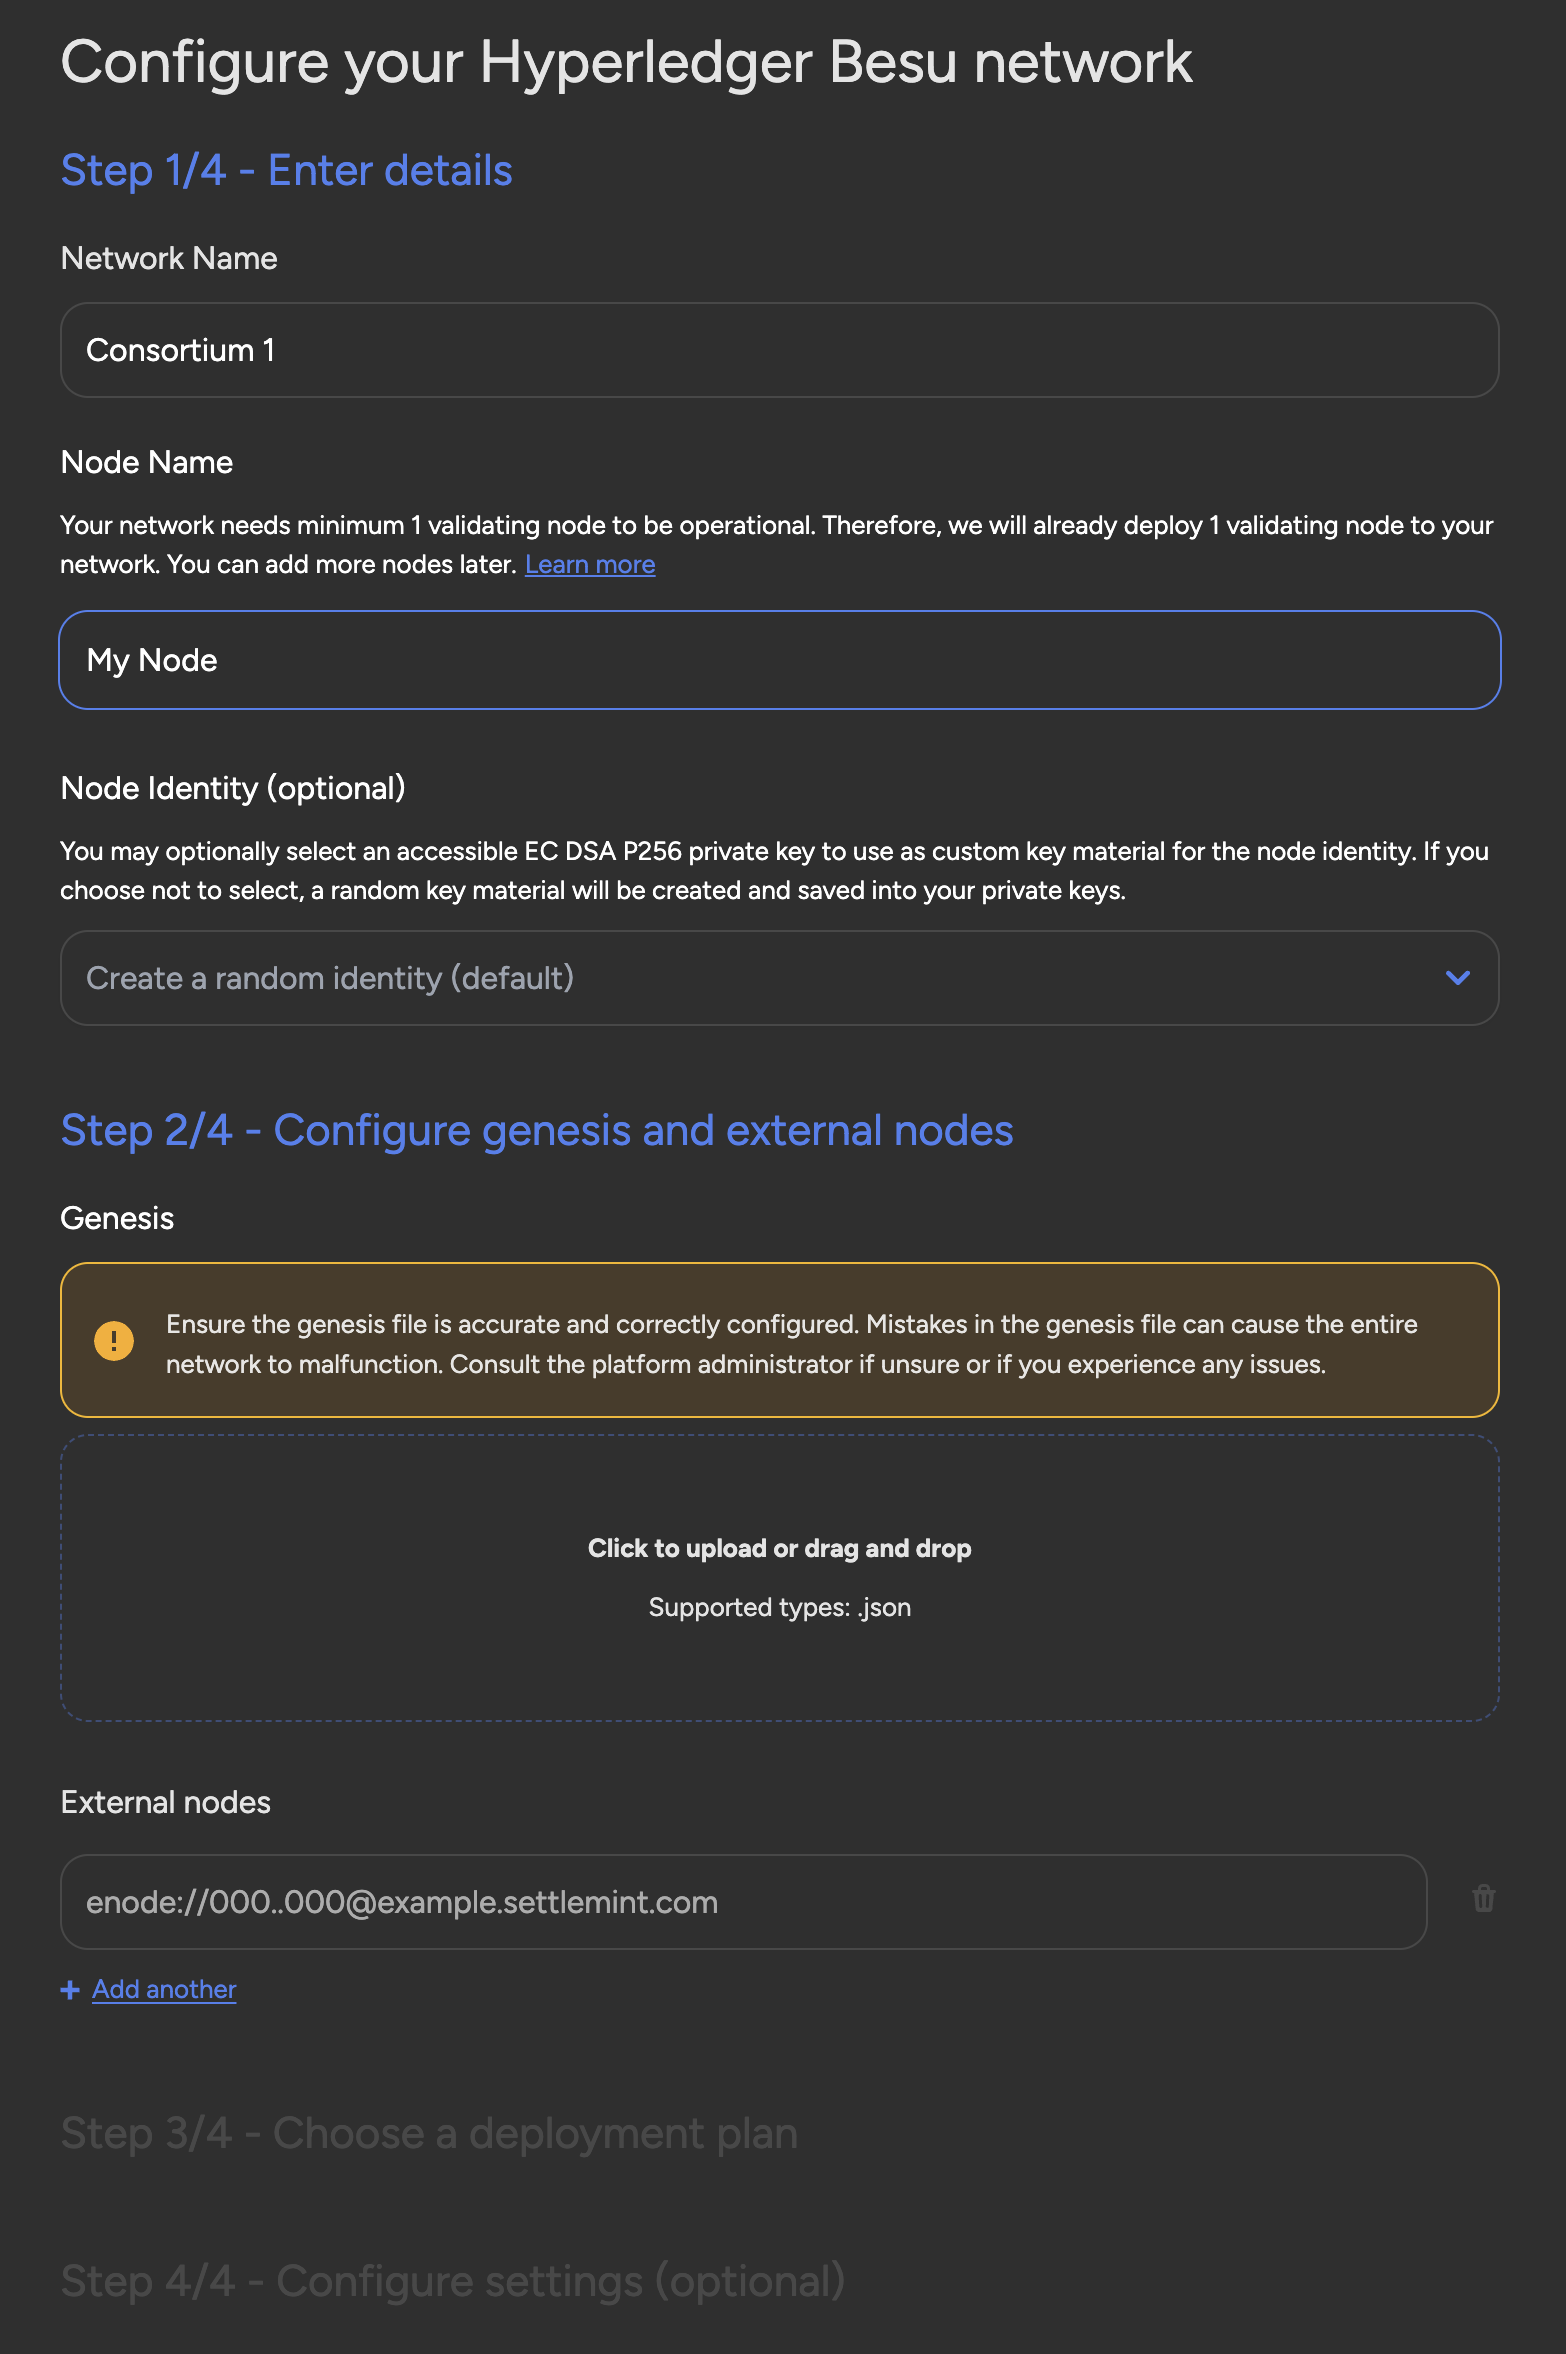 Configure your Hyperledger Besu network
Step 1/4 - Enter details
Network Name
Consortium 1
Node Name
Your network needs minimum 1 validating node to be operational. Therefore, we will already deploy 1 validating node to your
network. You can add more nodes later. Learn more
My Node
Node Identity (optional)
You may optionally select an accessible EC DSA P256 private key to use as custom key material for the node identity. If you
choose not to select, a random key material will be created and saved into your private keys.
Create a random identity (default)
Step 2/4 - Configure genesis and external nodes
Genesis
Ensure the genesis file is accurate and correctly configured. Mistakes in the genesis file can cause the entire
network to malfunction. Consult the platform administrator if unsure or if you experience any issues.
Click to upload or drag and drop
Supported types: .json
External nodes
enode://000..000@example.settlemint.com
+ Add another
Step 3/4 - Choose a deployment plan
Step 4/4 - Configure settings (optional)